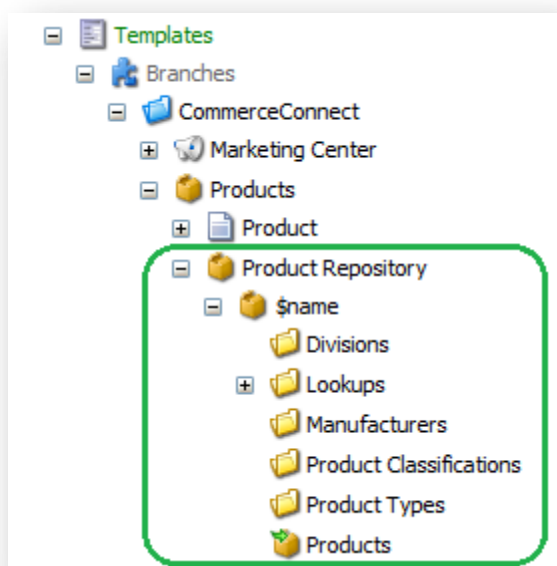 Templates
Branches
CommerceConnect
Marketing Center
Products
Product
Product Repository
$name
Divisions
Lookups
Manufacturers
Product Classifications
Product Types
Products